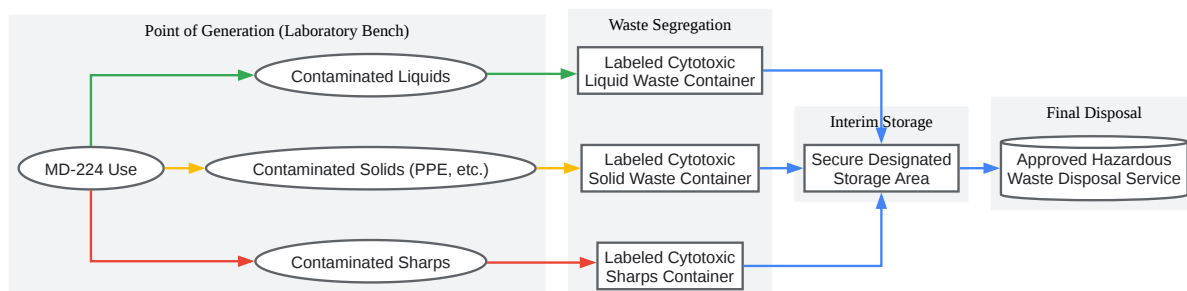 Point of Generation (Laboratory Bench)
Waste Segregation
Contaminated Liquids
Labeled Cytotoxic
Liquid Waste Container
Interim Storage
Final Disposal
MD-224 Use
Contaminated Solids (PPE, etc.)
Labeled Cytotoxic
Solid Waste Container
Secure Designated
Storage Area
Approved Hazardous
Waste Disposal Service
Contaminated Sharps
Labeled Cytotoxic
Sharps Container